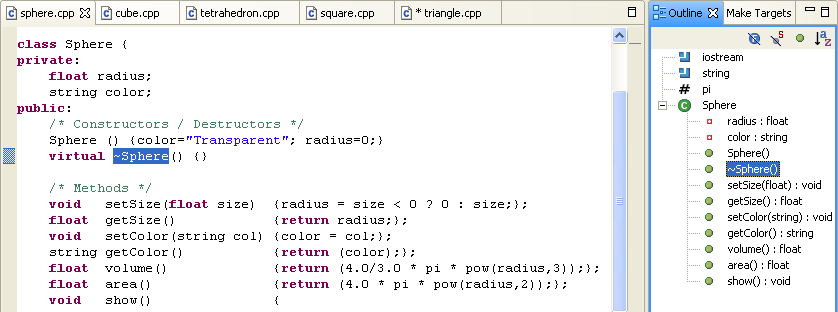 sphere.cpp
cube.cpp
tetrahedron.cpp
square.cpp
* triangle.cpp
class Sphere {
private:
    float radius;
    string color;
public:
    /* Constructors / Destructors */
    Sphere () {color="Transparent"; radius=0;}
    virtual ~Sphere() {}
    /* Methods */
    void   setSize(float size)  {radius = size < 0 ? 0 : size;};
    float  getSize()            {return radius;};
    void   setColor(string col) {color = col;};
    string getColor()           {return (color);};
    float  volume()             {return (4.0/3.0 * pi * pow(radius,3));};
    float  area()               {return (4.0 * pi * pow(radius,2));};
    void   show()               {
Outline
Make Targets
iostream
string
# pi
Sphere
radius : float
color : string
Sphere()
~Sphere()
setSize(float) : void
getSize() : float
setColor(string) : void
getColor() : string
volume() : float
area() : float
show() : void